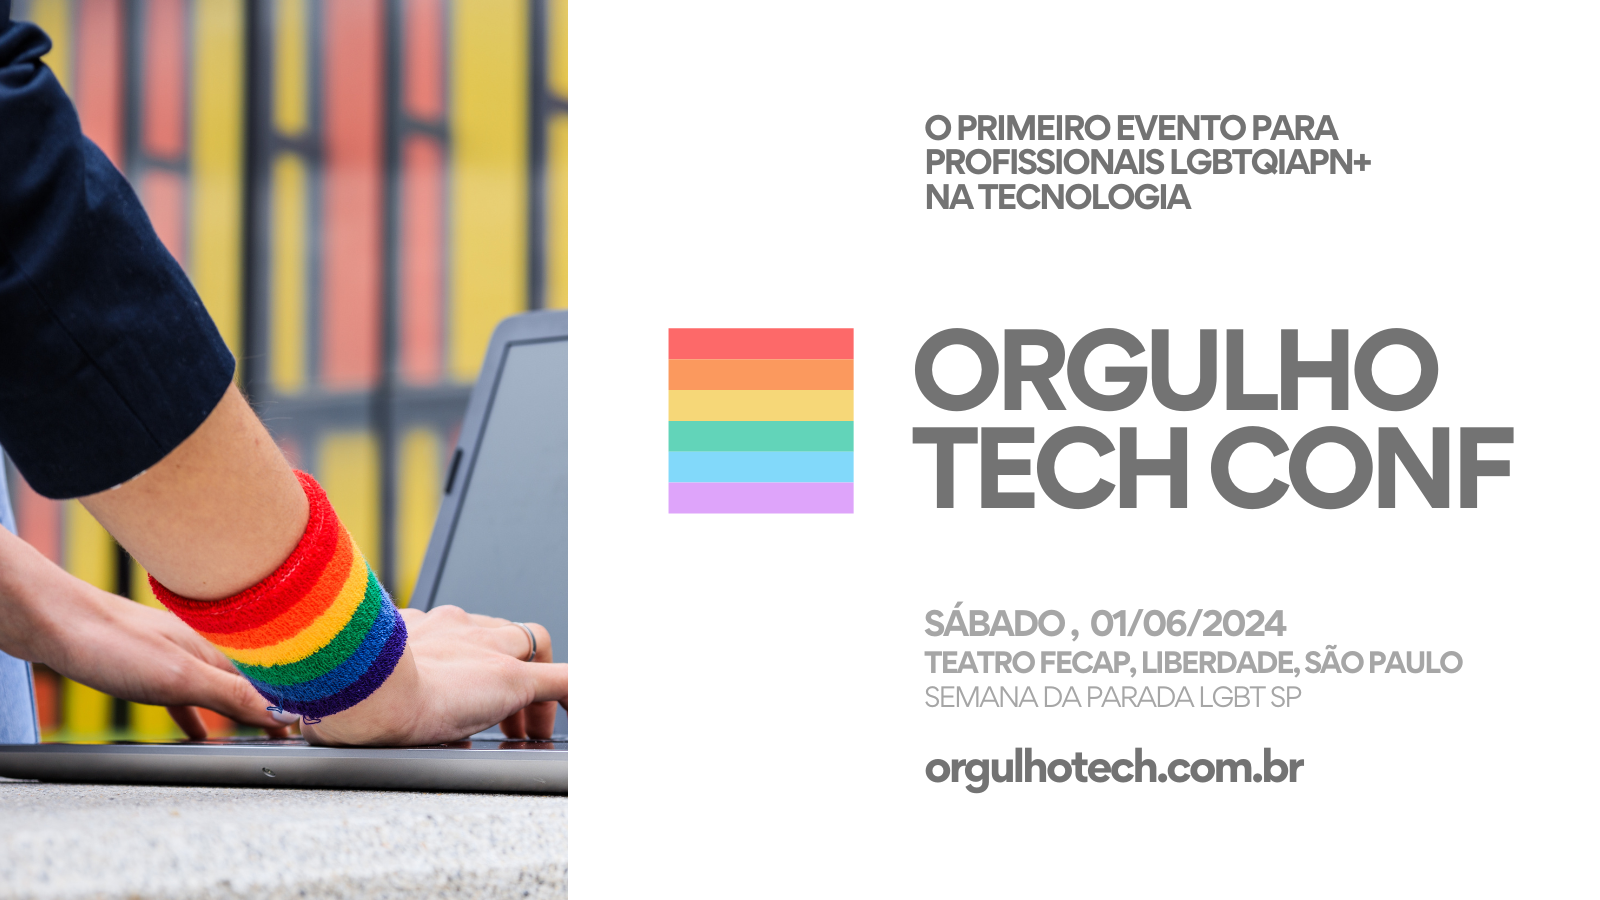 O PRIMEIRO EVENTO PARA
PROFISSIONAIS LGBTQIAPN+
NA TECNOLOGIA
ORGULHO
TECH CONF
SÁBADO , 01/06/2024
TEATRO FECAP, LIBERDADE, SÃO PAULO
SEMANA DA PARADA LGBT SP
orgulhotech.com.br